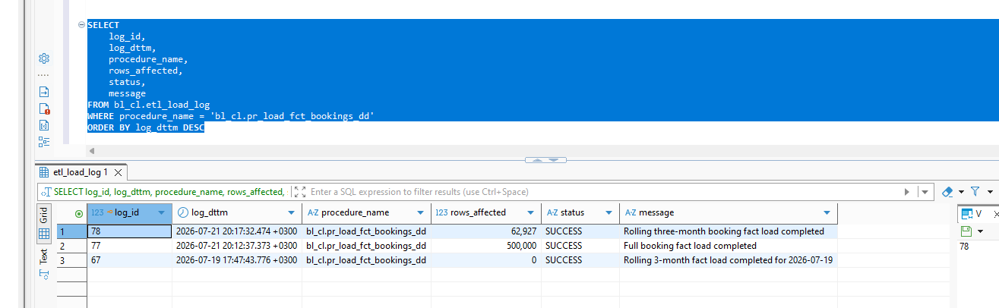 SELECT
log_id,
log_dttm,
procedure_name,
rows_affected,
status,
message
FROM bl_cl.etl_load_log
WHERE procedure_name = 'bl_cl.pr_load_fct_bookings_dd'
ORDER BY log_dttm DESC
etl_load_log 1
SELECT log_id, log_dttm, procedure_name, rows_affected, Enter a SQL expression to filter results (use Ctrl+Space)
Grid
Text
123 log_id log_dttm A-Z procedure_name 123 rows_affected A-Z status A-Z message V
1 78 2026-07-21 20:17:32.474 +0300 bl_cl.pr_load_fct_bookings_dd 62,927 SUCCESS Rolling three-month booking fact load completed
2 77 2026-07-21 20:12:37.373 +0300 bl_cl.pr_load_fct_bookings_dd 500,000 SUCCESS Full booking fact load completed 78
3 67 2026-07-19 17:47:43.776 +0300 bl_cl.pr_load_fct_bookings_dd 0 SUCCESS Rolling 3-month fact load completed for 2026-07-19